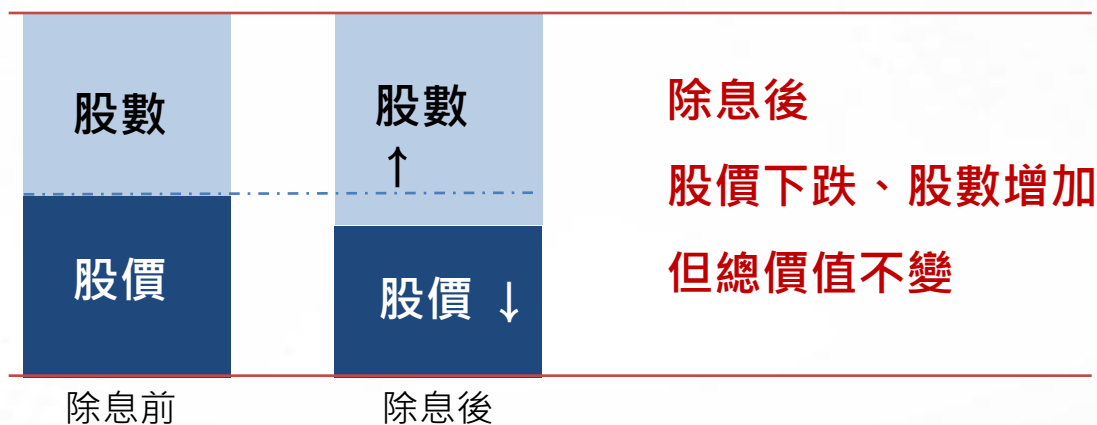 股數
股價
除息前
股數
↑
股價 ↓
除息後
除息後
股價下跌、股數增加
但總價值不變